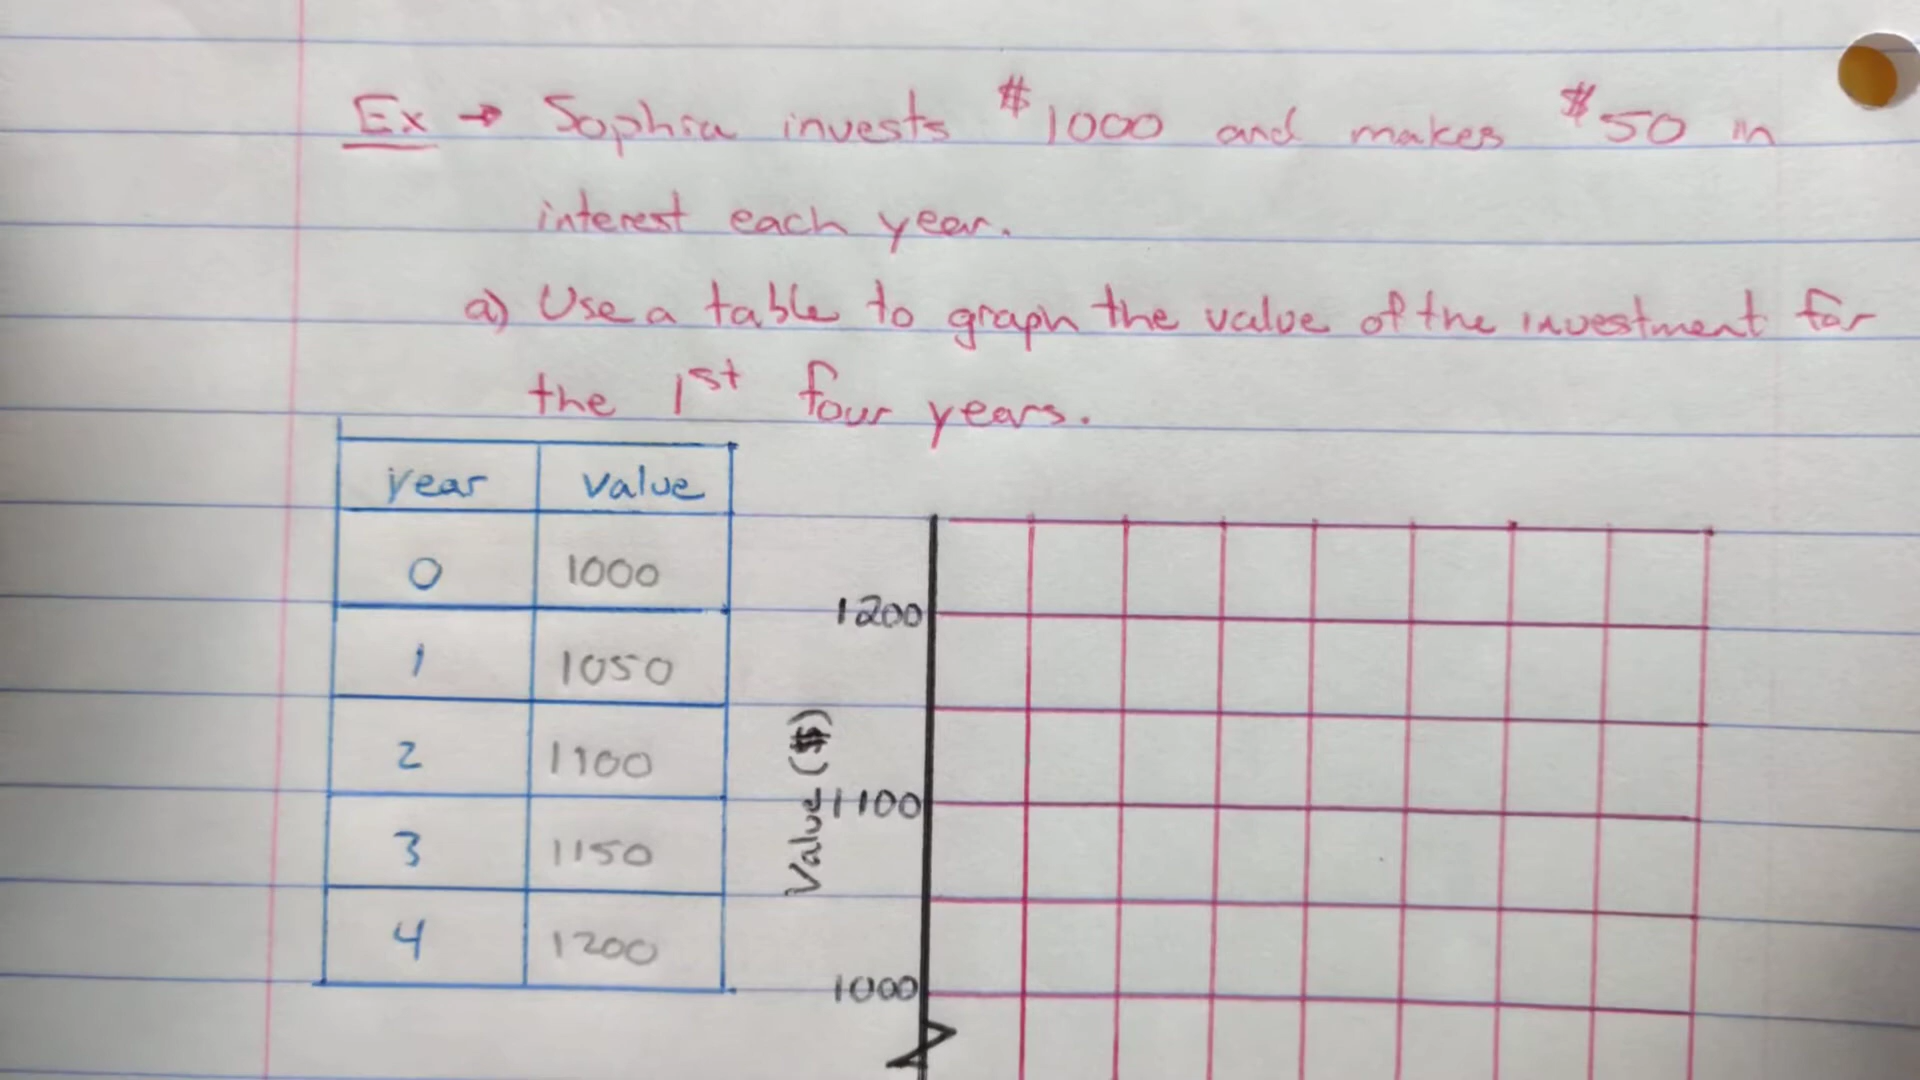 Ex → Sophia invests $1000 and makes $50 in
interest each year.
a) Use a table to graph the value of the investment for
the 1st four years.
year value
0 1000
1 1050
2 1100
3 1150
4 1200
Value ($)
1200
1100
1000